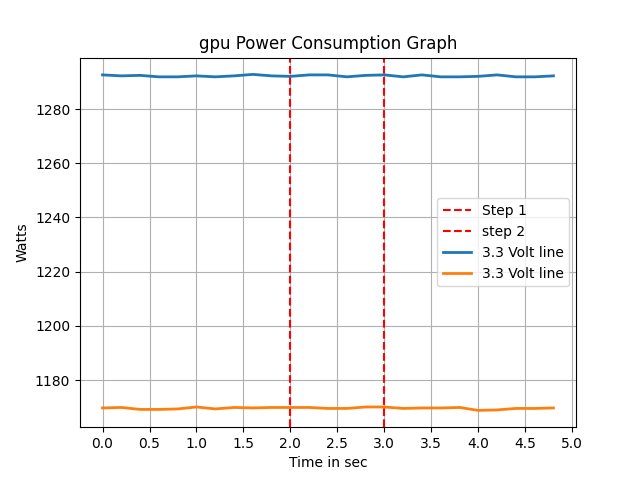 gpu Power Consumption Graph
Watts
1280
1260
1240
1220
1200
1180
Step 1
step 2
3.3 Volt line
3.3 Volt line
0.0 0.5 1.0 1.5 2.0 2.5 3.0 3.5 4.0 4.5 5.0
Time in sec